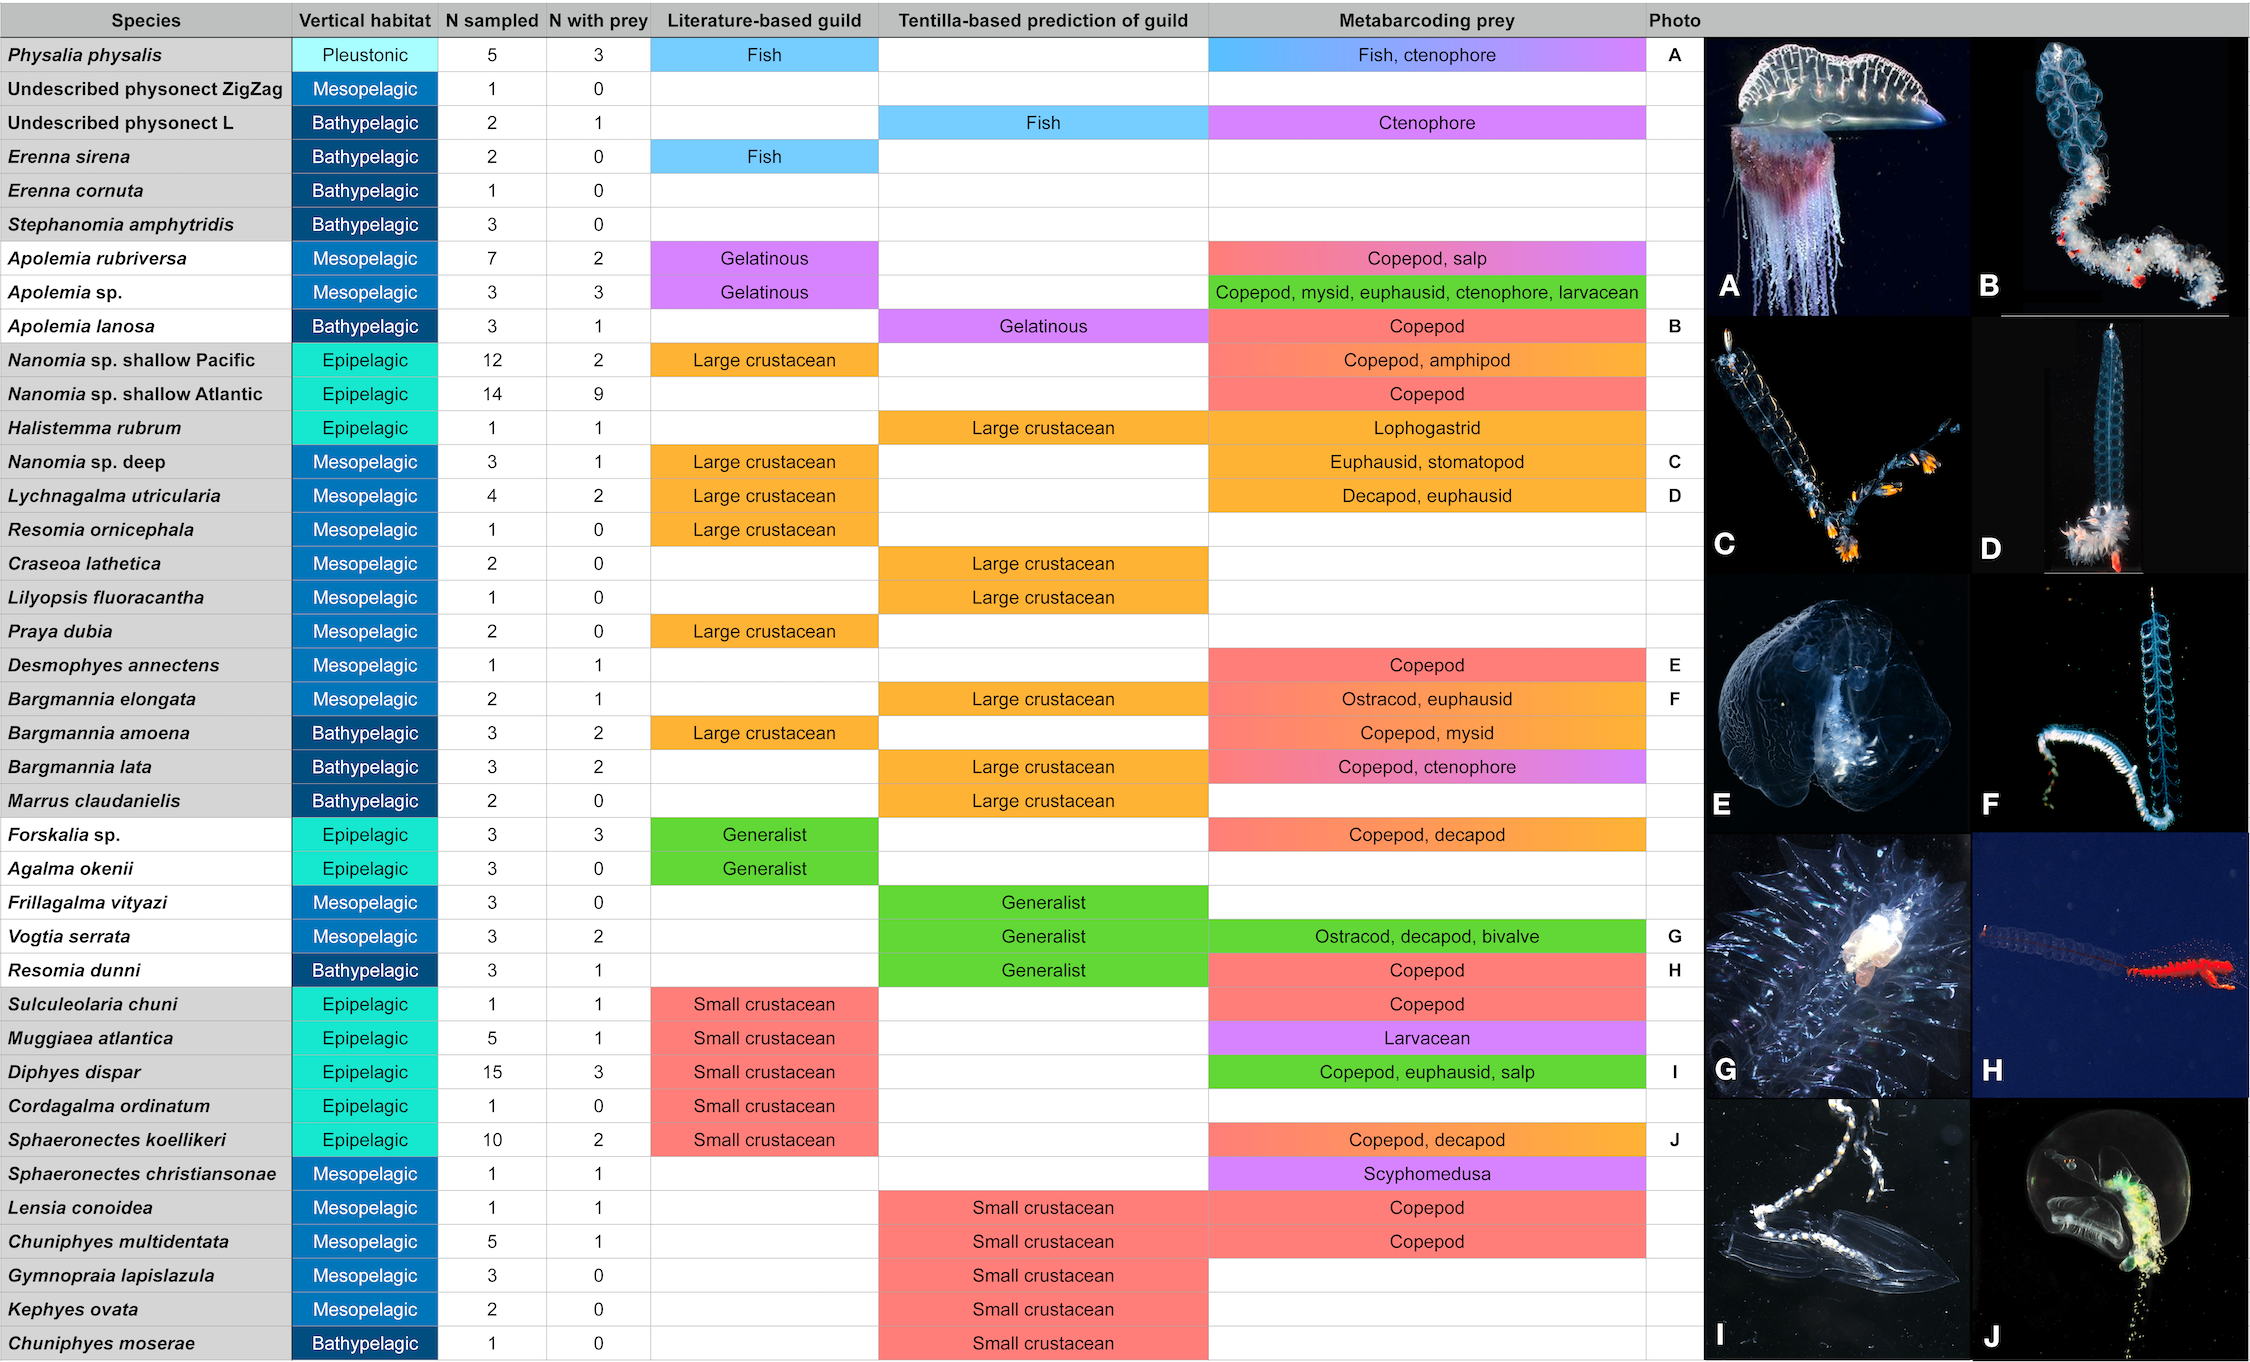 Species Vertical habitat N sampled N with prey Literature-based guild Tentilla-based prediction of guild Metabarcoding prey Photo
Physalia physalis Pleustonic 5 3 Fish Fish, ctenophore A
Undescribed physonect ZigZag Mesopelagic 1 0
Undescribed physonect L Bathypelagic 2 1 Fish Ctenophore
Erenna sirena Bathypelagic 2 0 Fish
Erenna cornuta Bathypelagic 1 0
Stephanomia amphytridis Bathypelagic 3 0
Apolemia rubriversa Mesopelagic 7 2 Gelatinous Copepod, salp
Apolemia sp. Mesopelagic 3 3 Gelatinous Copepod, mysid, euphausid, ctenophore, larvacean
Apolemia lanosa Bathypelagic 3 1 Gelatinous Copepod B
Nanomia sp. shallow Pacific Epipelagic 12 2 Large crustacean Copepod, amphipod
Nanomia sp. shallow Atlantic Epipelagic 14 9 Copepod
Halistemma rubrum Epipelagic 1 1 Large crustacean Lophogastrid
Nanomia sp. deep Mesopelagic 3 1 Large crustacean Euphausid, stomatopod C
Lychnagalma utricularia Mesopelagic 4 2 Large crustacean Decapod, euphausid D
Resomia ornicephala Mesopelagic 1 0 Large crustacean
Craseoa lathetica Mesopelagic 2 0 Large crustacean
Lilyopsis fluoracantha Mesopelagic 1 0 Large crustacean
Praya dubia Mesopelagic 2 0 Large crustacean
Desmophyes annectens Mesopelagic 1 1 Copepod E
Bargmannia elongata Mesopelagic 2 1 Large crustacean Ostracod, euphausid F
Bargmannia amoena Bathypelagic 3 2 Large crustacean Copepod, mysid
Bargmannia lata Bathypelagic 3 2 Large crustacean Copepod, ctenophore
Marrus claudanielis Bathypelagic 2 0 Large crustacean
Forskalia sp. Epipelagic 3 3 Generalist Copepod, decapod
Agalma okenii Epipelagic 3 0 Generalist
Frillagalma vityazi Mesopelagic 3 0 Generalist
Vogtia serrata Mesopelagic 3 2 Generalist Ostracod, decapod, bivalve G
Resomia dunni Bathypelagic 3 1 Generalist Copepod H
Sulculeolaria chuni Epipelagic 1 1 Small crustacean Copepod
Muggiaea atlantica Epipelagic 5 1 Small crustacean Larvacean
Diphyes dispar Epipelagic 15 3 Small crustacean Copepod, euphausid, salp I
Cordagalma ordinatum Epipelagic 1 0 Small crustacean
Sphaeronectes koellikeri Epipelagic 10 2 Small crustacean Copepod, decapod J
Sphaeronectes christiansonae Mesopelagic 1 1 Scyphomedusa
Lensia conoidea Mesopelagic 1 1 Small crustacean Copepod
Chuniphyes multidentata Mesopelagic 5 1 Small crustacean Copepod
Gymnopraia lapislazula Mesopelagic 3 0 Small crustacean
Kephyes ovata Mesopelagic 2 0 Small crustacean
Chuniphyes moserae Bathypelagic 1 0 Small crustacean
A B
C D
E F
G H
I J